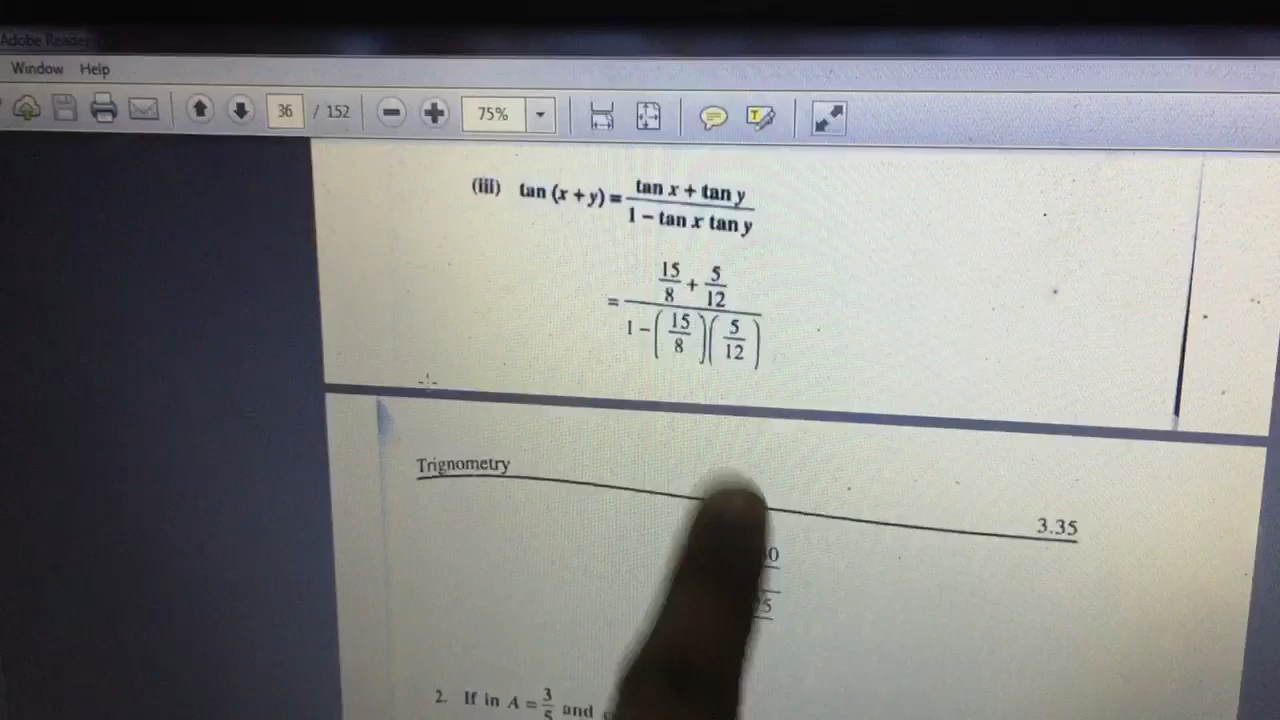 Adobe Reader
Window Help
36 / 152 75%
(iii) tan (x + y) = tan x + tan y / 1 − tan x tan y
= 15/8 + 5/12 / 1 − (15/8)(5/12)
Trignometry
3.35
2. If in A = 3/5 and